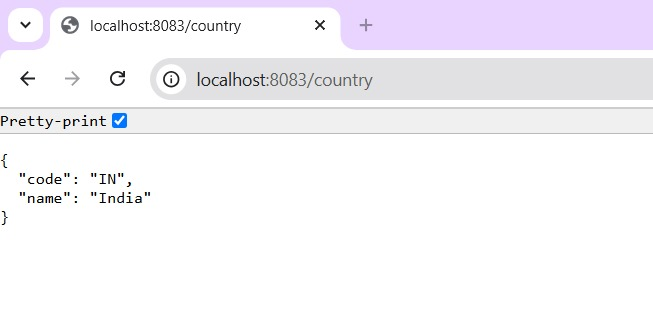 localhost:8083/country
localhost:8083/country
Pretty-print
{
  "code": "IN",
  "name": "India"
}